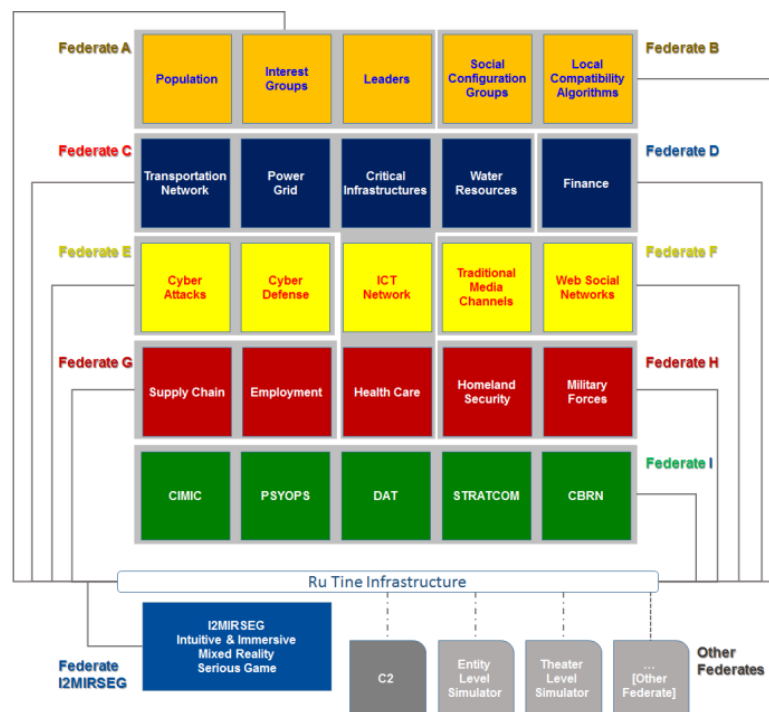 Federate A
Population
Interest
Groups
Leaders
Social
Configuration
Groups
Local
Compatibility
Algorithms
Federate B
Federate C
Transportation
Network
Power
Grid
Critical
Infrastructures
Water
Resources
Finance
Federate D
Federate E
Cyber
Attacks
Cyber
Defense
ICT
Network
Traditional
Media
Channels
Web Social
Networks
Federate F
Federate G
Supply Chain
Employment
Health Care
Homeland
Security
Military
Forces
Federate H
Federate I
CIMIC
PSYOPS
DAT
STRATCOM
CBRN
Ru Tine Infrastructure
Federate
I2MIRSEG
I2MIRSEG
Intuitive & Immersive
Mixed Reality
Serious Game
C2
Entity
Level
Simulator
Theater
Level
Simulator
...
[Other
Federate]
Other
Federates